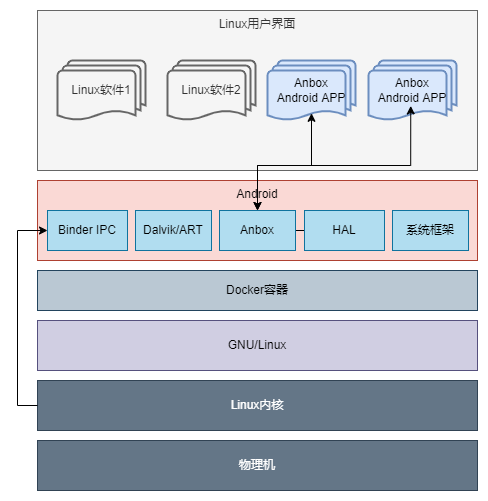 Linux用户界面
Linux软件1
Linux软件2
Anbox
Android APP
Anbox
Android APP
Android
Binder IPC
Dalvik/ART
Anbox
HAL
系统框架
Docker容器
GNU/Linux
Linux内核
物理机